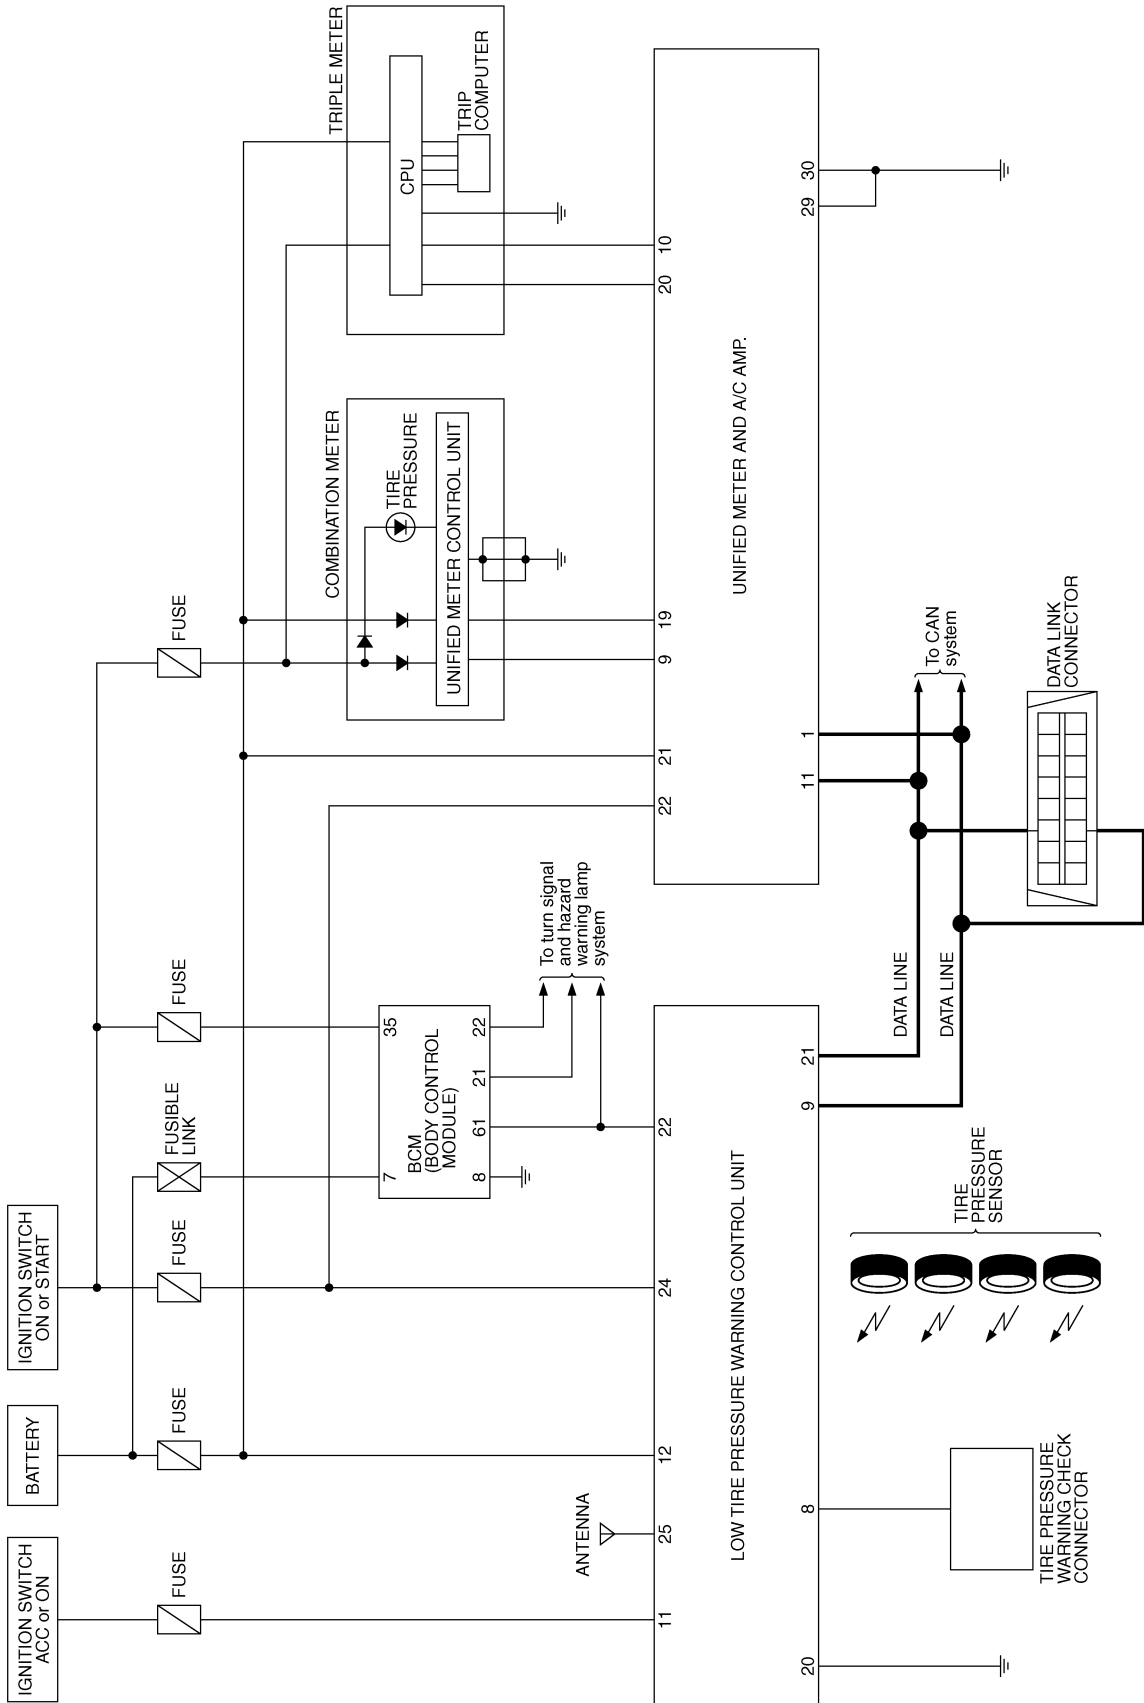 IGNITION SWITCH
ACC or ON
BATTERY
IGNITION SWITCH
ON or START
FUSE
FUSE
FUSE
FUSIBLE
LINK
FUSE
FUSE
TRIPLE METER
CPU
TRIP
COMPUTER
COMBINATION METER
TIRE
PRESSURE
UNIFIED METER CONTROL UNIT
7
35
BCM
(BODY CONTROL
MODULE)
8
61
21
22
To turn signal
and hazard
warning lamp
system
ANTENNA
11
25
12
24
22
LOW TIRE PRESSURE WARNING CONTROL UNIT
20
8
9
21
22
21
9
19
20
10
UNIFIED METER AND A/C AMP.
11
1
29
30
DATA LINE
DATA LINE
To CAN
system
DATA LINK
CONNECTOR
TIRE
PRESSURE
SENSOR
TIRE PRESSURE
WARNING CHECK
CONNECTOR